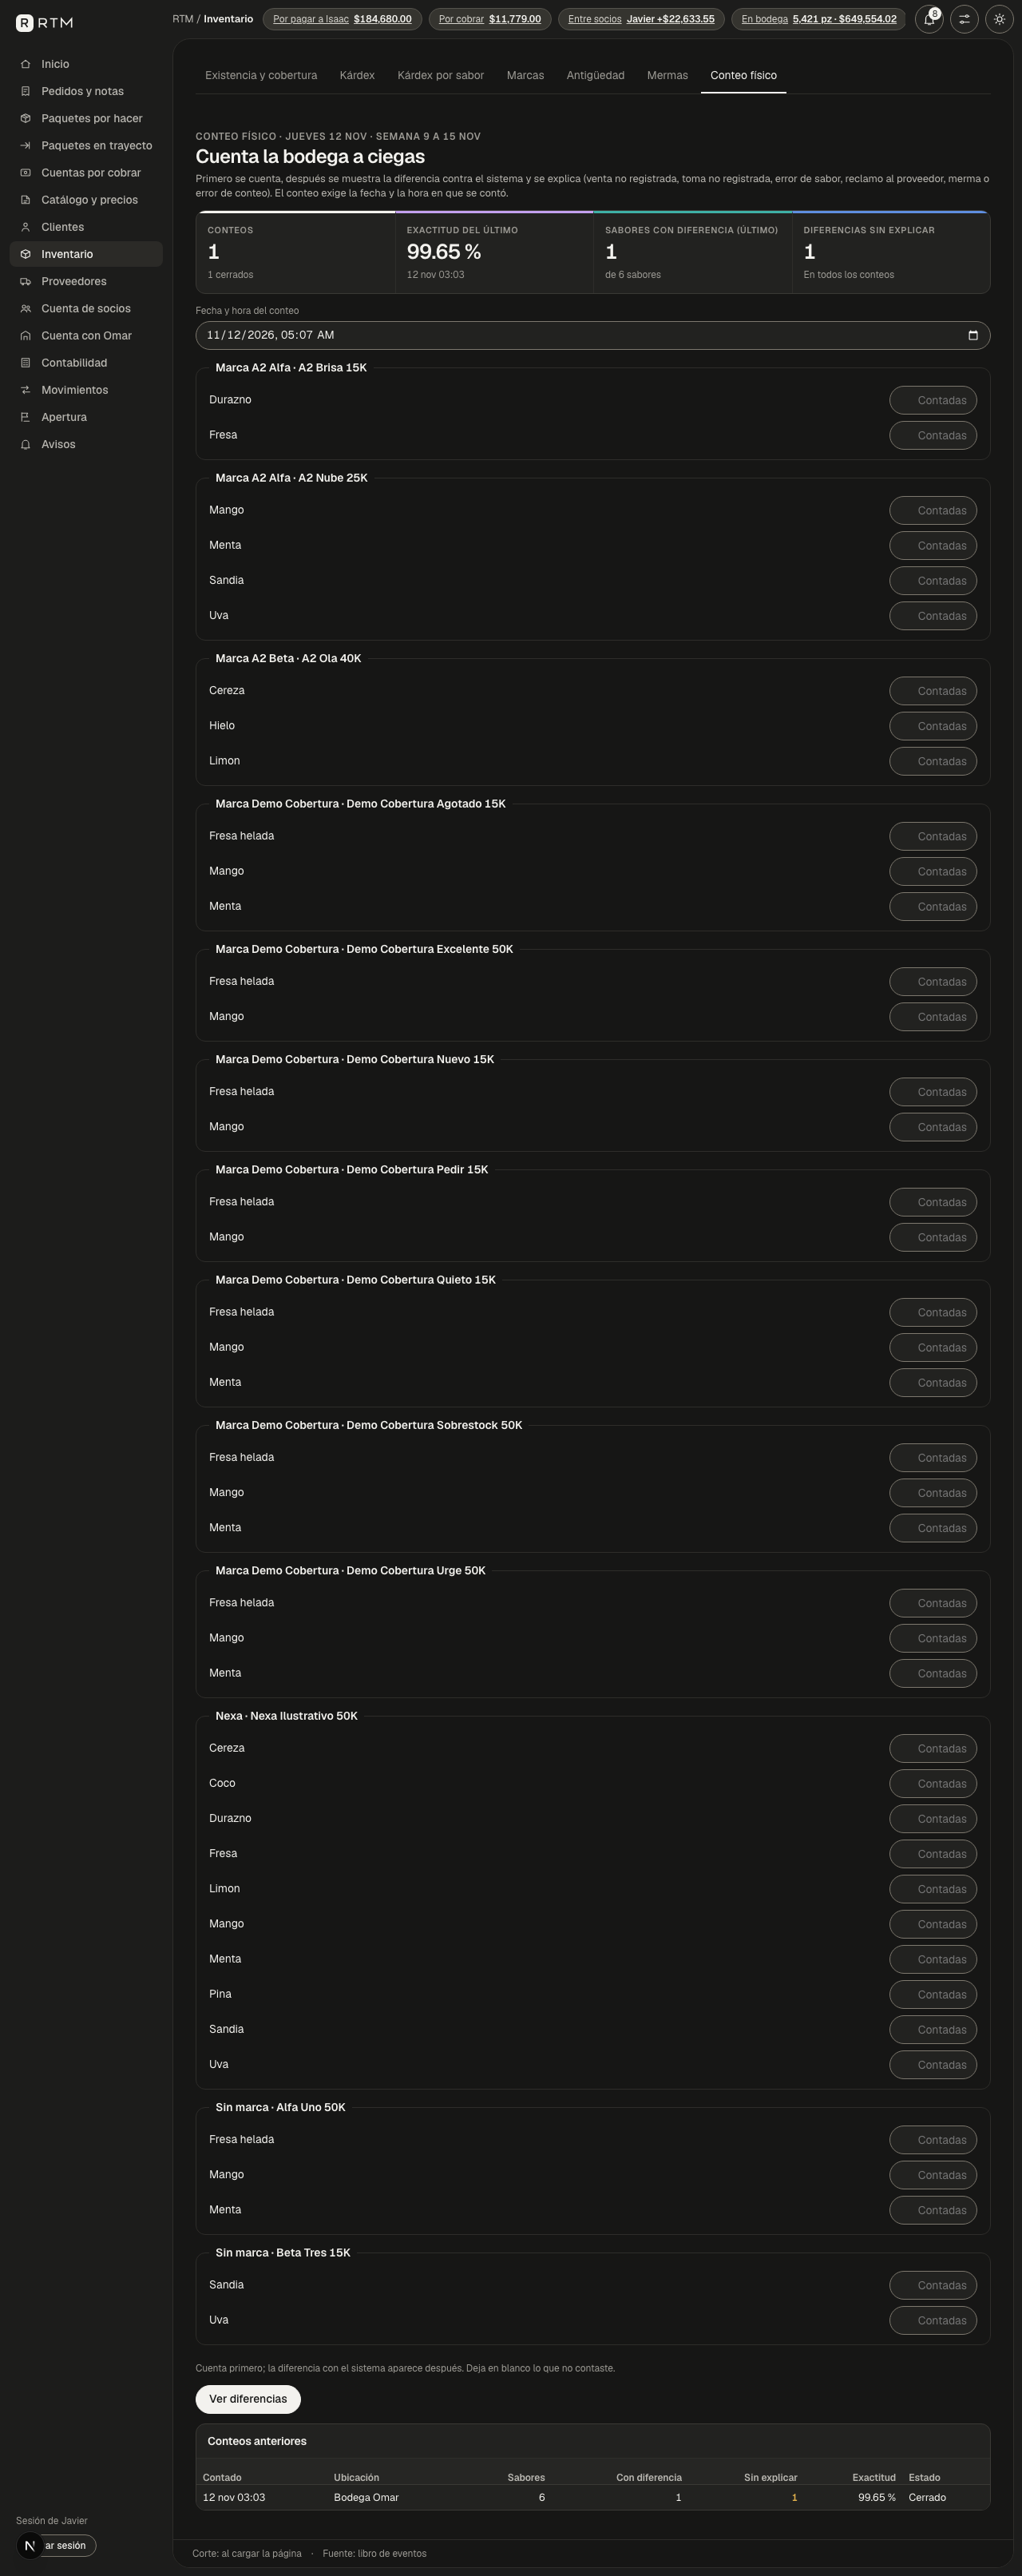 R RTM
RTM / Inventario
Por pagar a Isaac $184,680.00
Por cobrar $11,779.00
Entre socios Javier +$22,633.55
En bodega 5,421 pz · $649,554.02
8
Inicio
Pedidos y notas
Paquetes por hacer
Paquetes en trayecto
Cuentas por cobrar
Catálogo y precios
Clientes
Inventario
Proveedores
Cuenta de socios
Cuenta con Omar
Contabilidad
Movimientos
Apertura
Avisos
Existencia y cobertura
Kárdex
Kárdex por sabor
Marcas
Antigüedad
Mermas
Conteo físico
CONTEO FÍSICO · JUEVES 12 NOV · SEMANA 9 A 15 NOV
Cuenta la bodega a ciegas
Primero se cuenta, después se muestra la diferencia contra el sistema y se explica (venta no registrada, toma no registrada, error de sabor, reclamo al proveedor, merma o
error de conteo). El conteo exige la fecha y la hora en que se contó.
CONTEOS
1
1 cerrados
EXACTITUD DEL ÚLTIMO
99.65 %
12 nov 03:03
SABORES CON DIFERENCIA (ÚLTIMO)
1
de 6 sabores
DIFERENCIAS SIN EXPLICAR
1
En todos los conteos
Fecha y hora del conteo
11/12/2026, 05:07 AM
Marca A2 Alfa · A2 Brisa 15K
Durazno Contadas
Fresa Contadas
Marca A2 Alfa · A2 Nube 25K
Mango Contadas
Menta Contadas
Sandia Contadas
Uva Contadas
Marca A2 Beta · A2 Ola 40K
Cereza Contadas
Hielo Contadas
Limon Contadas
Marca Demo Cobertura · Demo Cobertura Agotado 15K
Fresa helada Contadas
Mango Contadas
Menta Contadas
Marca Demo Cobertura · Demo Cobertura Excelente 50K
Fresa helada Contadas
Mango Contadas
Marca Demo Cobertura · Demo Cobertura Nuevo 15K
Fresa helada Contadas
Mango Contadas
Marca Demo Cobertura · Demo Cobertura Pedir 15K
Fresa helada Contadas
Mango Contadas
Marca Demo Cobertura · Demo Cobertura Quieto 15K
Fresa helada Contadas
Mango Contadas
Menta Contadas
Marca Demo Cobertura · Demo Cobertura Sobrestock 50K
Fresa helada Contadas
Mango Contadas
Menta Contadas
Marca Demo Cobertura · Demo Cobertura Urge 50K
Fresa helada Contadas
Mango Contadas
Menta Contadas
Nexa · Nexa Ilustrativo 50K
Cereza Contadas
Coco Contadas
Durazno Contadas
Fresa Contadas
Limon Contadas
Mango Contadas
Menta Contadas
Pina Contadas
Sandia Contadas
Uva Contadas
Sin marca · Alfa Uno 50K
Fresa helada Contadas
Mango Contadas
Menta Contadas
Sin marca · Beta Tres 15K
Sandia Contadas
Uva Contadas
Cuenta primero; la diferencia con el sistema aparece después. Deja en blanco lo que no contaste.
Ver diferencias
Conteos anteriores
Contado Ubicación Sabores Con diferencia Sin explicar Exactitud Estado
12 nov 03:03 Bodega Omar 6 1 1 99.65 % Cerrado
Sesión de Javier
N ar sesión
Corte: al cargar la página · Fuente: libro de eventos